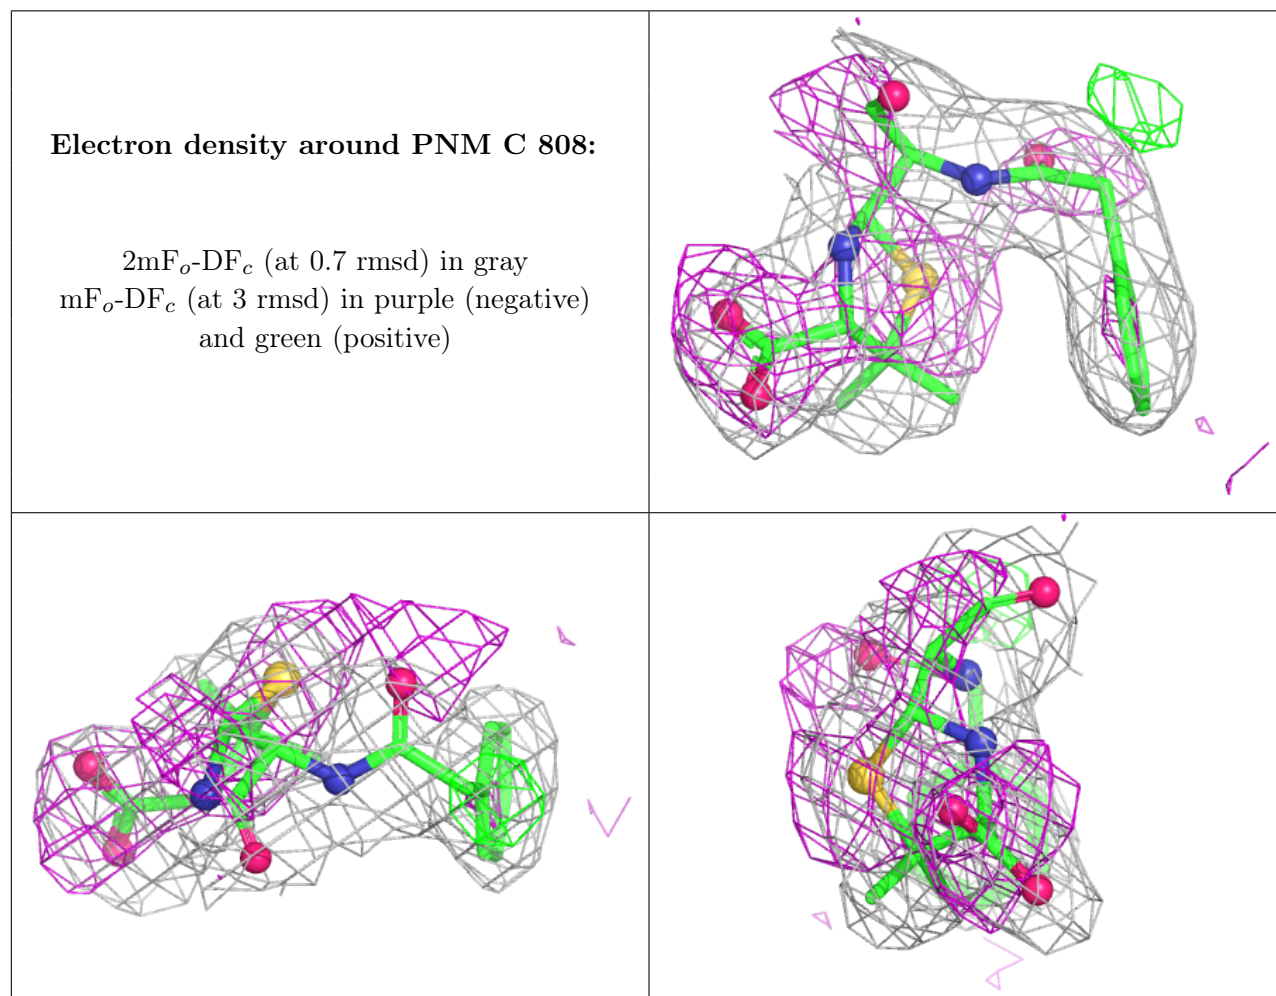 Electron density around PNM C 808:
2mFo-DFc (at 0.7 rmsd) in gray
mFo-DFc (at 3 rmsd) in purple (negative)
and green (positive)